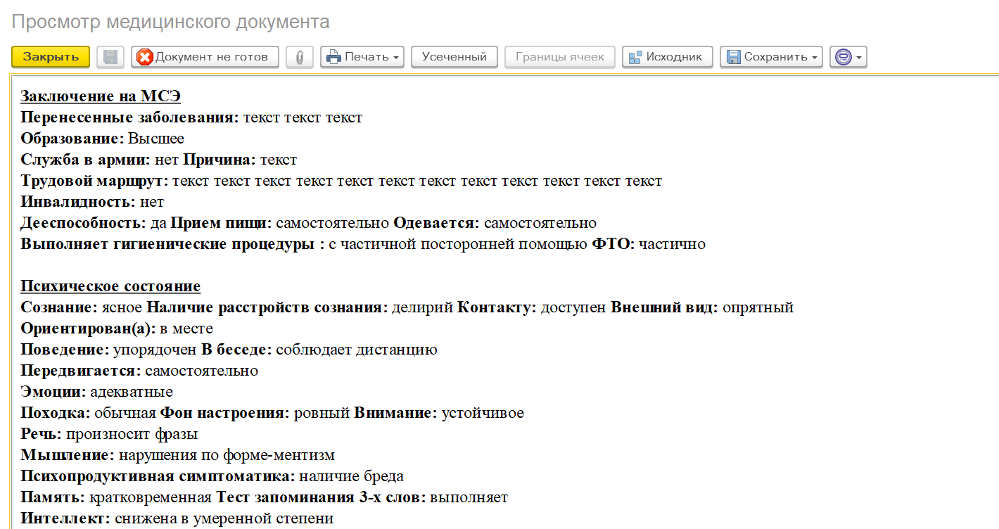 Просмотр медицинского документа
Закрыть Документ не готов Печать Усеченный Границы ячеек Исходник Сохранить
Заключение на МСЭ
Перенесенные заболевания: текст текст текст
Образование: Высшее
Служба в армии: нет Причина: текст
Трудовой маршрут: текст текст текст текст текст текст текст текст текст текст текст текст
Инвалидность: нет
Дееспособность: да Прием пищи: самостоятельно Одевается: самостоятельно
Выполняет гигиенические процедуры : с частичной посторонней помощью ФТО: частично
Психическое состояние
Сознание: ясное Наличие расстройств сознания: делирий Контакту: доступен Внешний вид: опрятный
Ориентирован(а): в месте
Поведение: упорядочен В беседе: соблюдает дистанцию
Передвигается: самостоятельно
Эмоции: адекватные
Походка: обычная Фон настроения: ровный Внимание: устойчивое
Речь: произносит фразы
Мышление: нарушения по форме-ментизм
Психопродуктивная симптоматика: наличие бреда
Память: кратковременная Тест запоминания 3-х слов: выполняет
Интеллект: снижена в умеренной степени